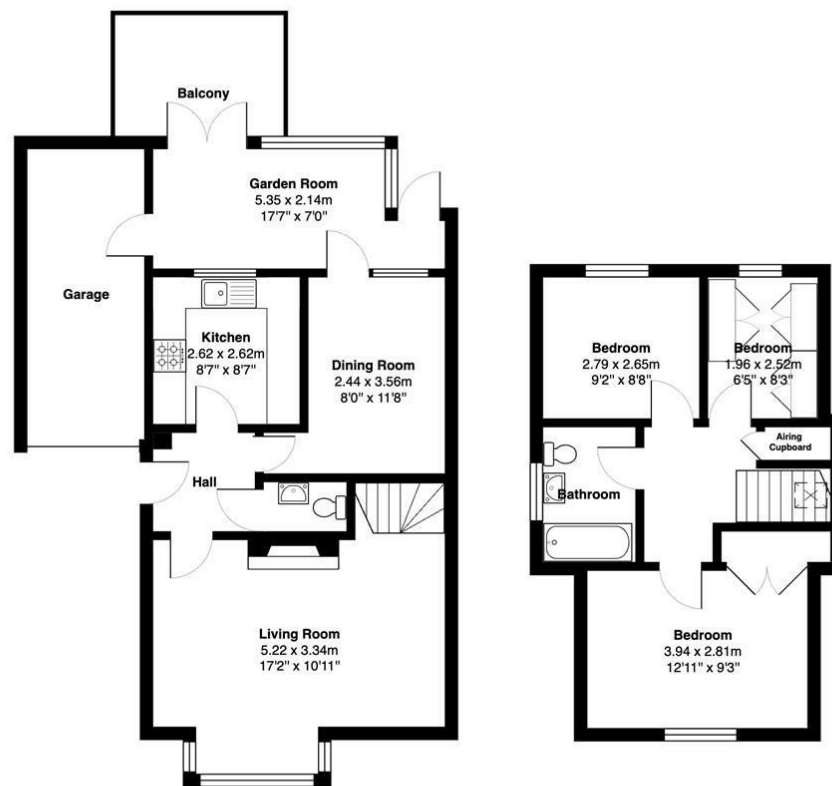 Balcony
Garden Room
5.35 x 2.14m
17'7" x 7'0"
Garage
Kitchen
2.62 x 2.62m
8'7" x 8'7"
Dining Room
2.44 x 3.56m
8'0" x 11'8"
Hall
Living Room
5.22 x 3.34m
17'2" x 10'11"
Bedroom
2.79 x 2.65m
9'2" x 8'8"
Bedroom
1.96 x 2.52m
6'5" x 8'3"
Airing
Cupboard
Bathroom
Bedroom
3.94 x 2.81m
12'11" x 9'3"